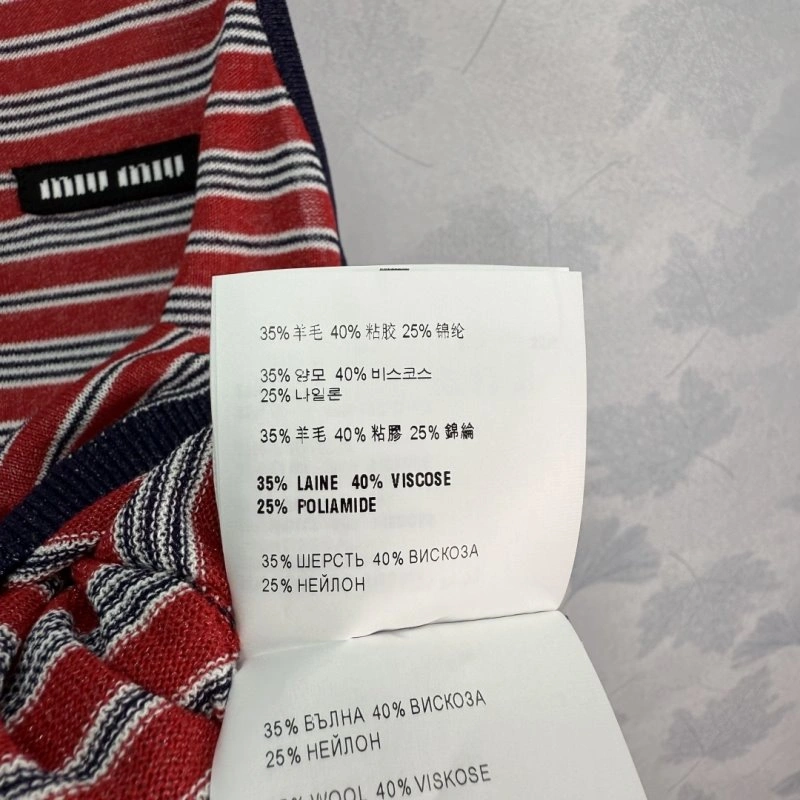 miu miu
35% 羊毛 40% 粘胶 25% 锦纶
35% 양모 40% 비스코스
25% 나일론
35% 羊毛 40% 粘膠 25% 錦綸
35% LAINE 40% VISCOSE
25% POLIAMIDE
35% ШЕРСТЬ 40% ВИСКОЗА
25% НЕЙЛОН
35% ВЪЛНА 40% ВИСКОЗА
25% НЕЙЛОН
WOOL 40% VISKOSE